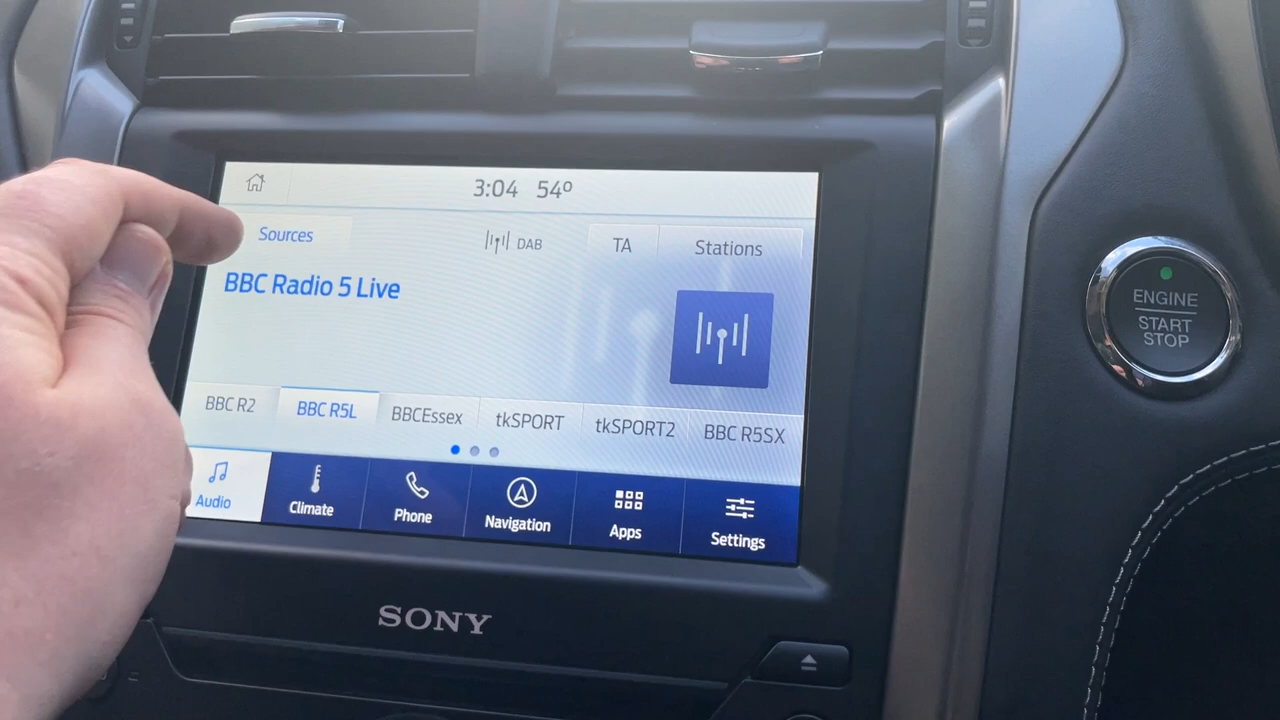 3:04 54º
Sources DAB TA Stations
BBC Radio 5 Live
BBC R2 BBC R5L BBCEssex tkSPORT tkSPORT2 BBC R5SX
Audio Climate Phone Navigation Apps Settings
SONY
ENGINE
START
STOP